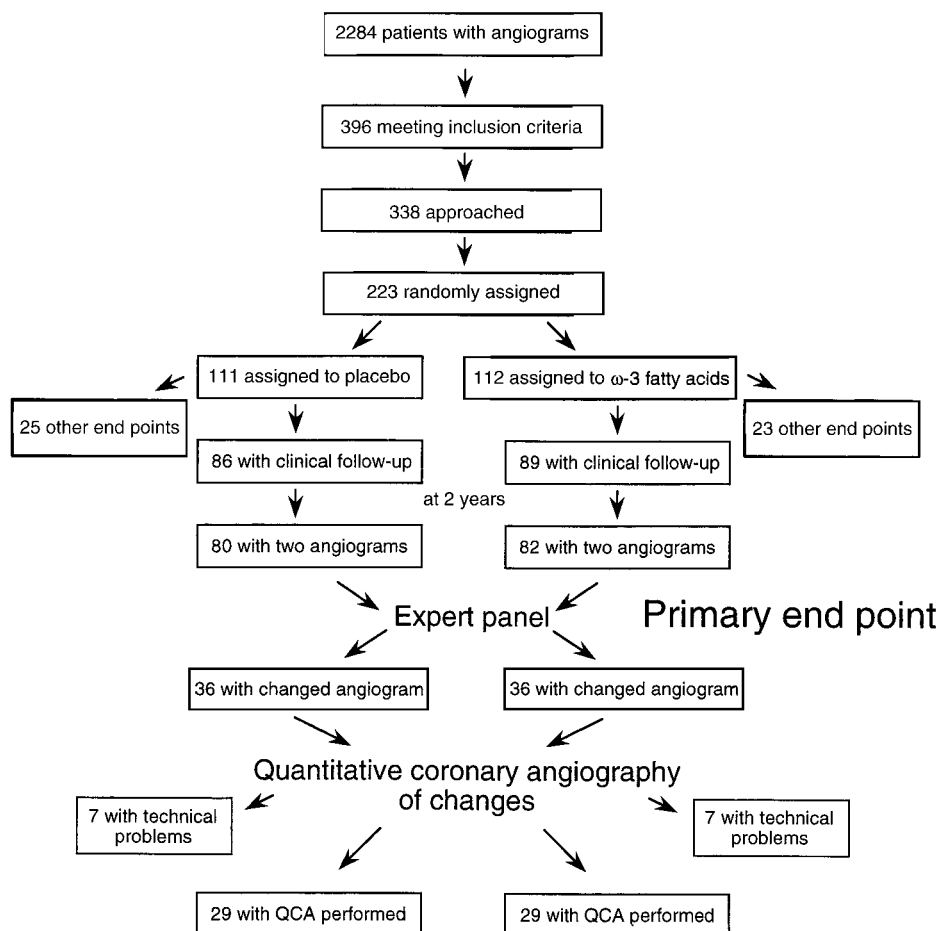 2284 patients with angiograms
396 meeting inclusion criteria
338 approached
223 randomly assigned
111 assigned to placebo
112 assigned to ω-3 fatty acids
25 other end points
23 other end points
86 with clinical follow-up
89 with clinical follow-up
at 2 years
80 with two angiograms
82 with two angiograms
Expert panel
Primary end point
36 with changed angiogram
36 with changed angiogram
Quantitative coronary angiography
of changes
7 with technical
problems
7 with technical
problems
29 with QCA performed
29 with QCA performed